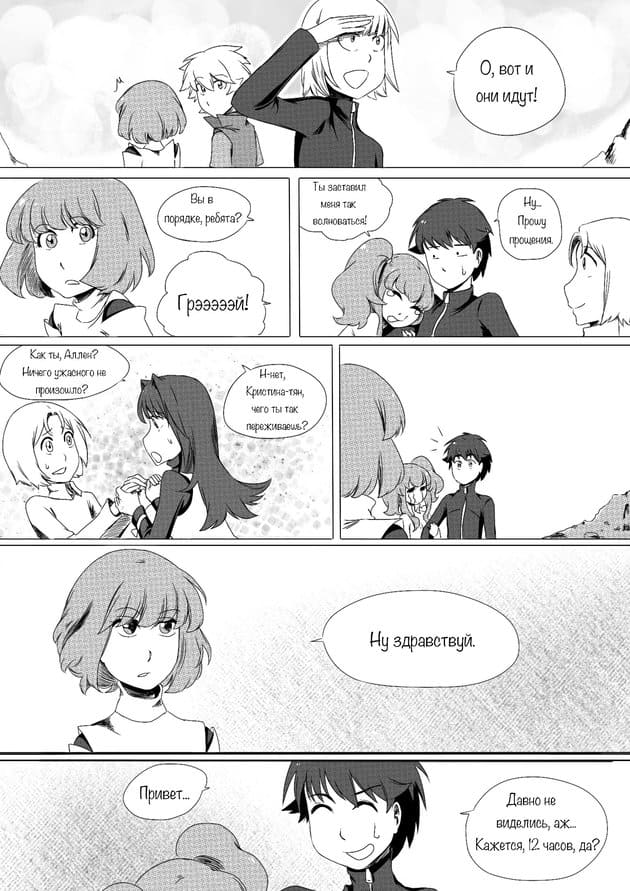 О, вот и
они идут!
Вы в
порядке, ребята?
Грэээээй!
Ты заставил
меня так
волноваться!
Ну...
Прошу
прощения.
Как ты, Аллен?
Ничего ужасного не
произошло?
Н-нет,
Кристина-тян,
чего ты так
переживаешь?
Ну здравствуй.
Привет...
Давно не
виделись, аж...
Кажется, 12 часов, да?